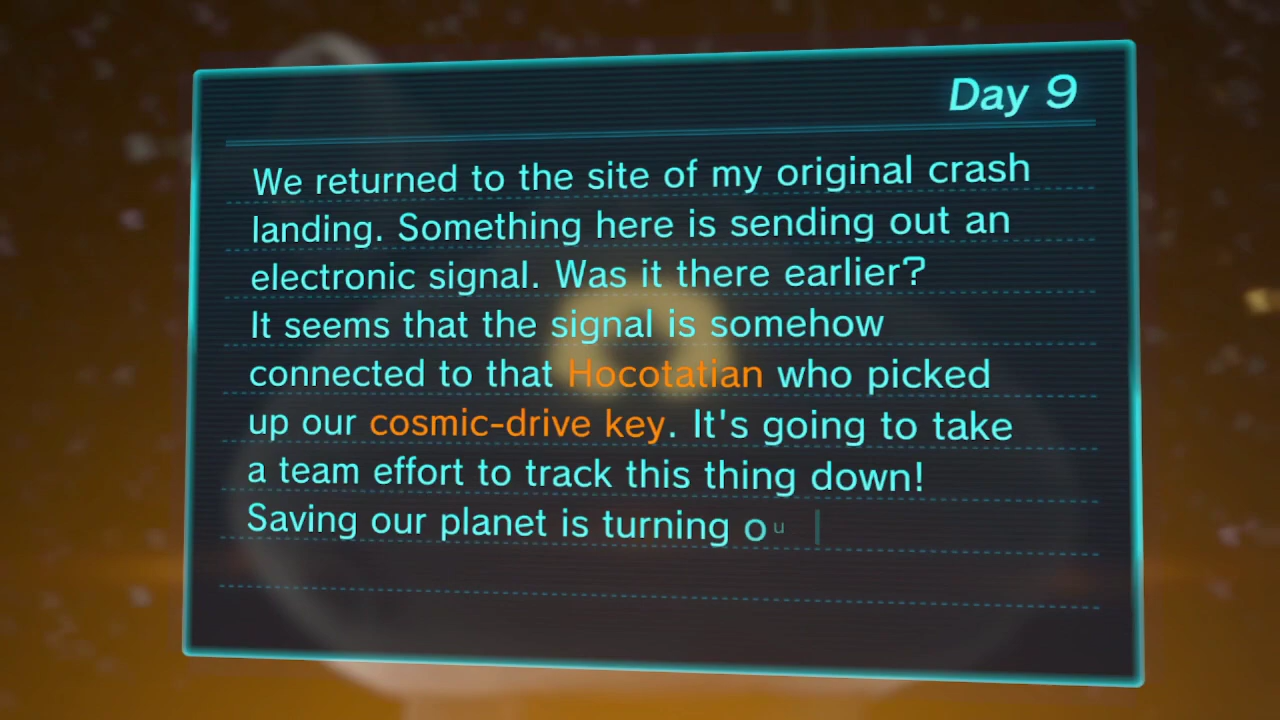 Day 9
We returned to the site of my original crash
landing. Something here is sending out an
electronic signal. Was it there earlier?
It seems that the signal is somehow
connected to that Hocotatian who picked
up our cosmic-drive key. It's going to take
a team effort to track this thing down!
Saving our planet is turning ou